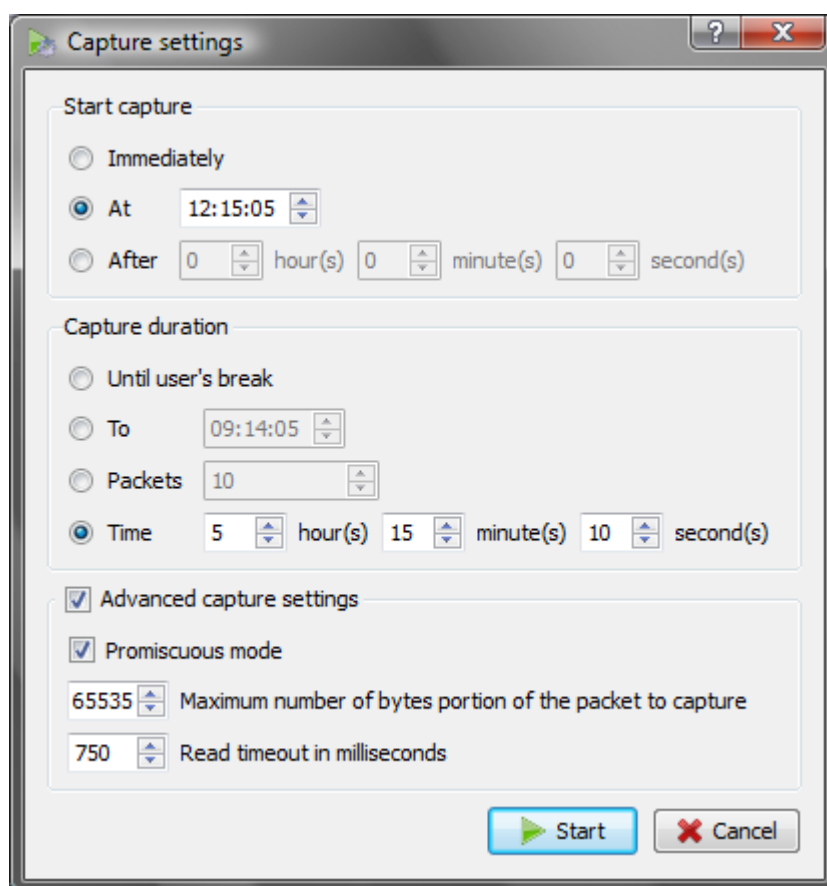 Capture settings
?
Start capture
Immediately
At 12:15:05
After 0 hour(s) 0 minute(s) 0 second(s)
Capture duration
Until user's break
To 09:14:05
Packets 10
Time 5 hour(s) 15 minute(s) 10 second(s)
Advanced capture settings
Promiscuous mode
65535 Maximum number of bytes portion of the packet to capture
750 Read timeout in milliseconds
Start Cancel